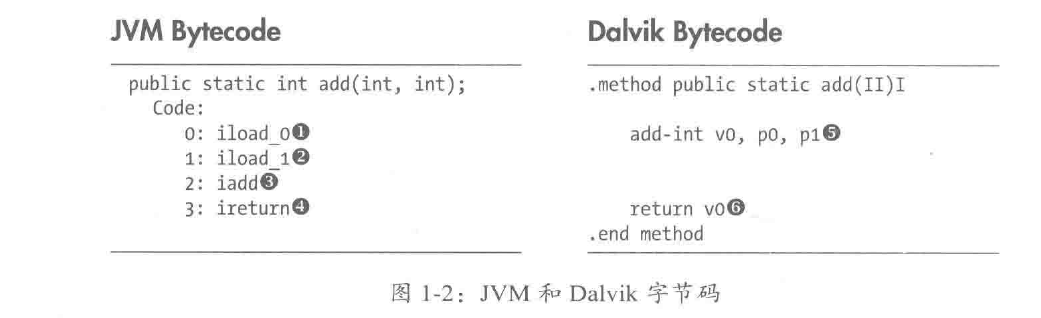 JVM Bytecode
public static int add(int, int);
Code:
0: iload_0❶
1: iload_1❷
2: iadd❸
3: ireturn❹
Dalvik Bytecode
.method public static add(II)I
add-int v0, p0, p1❺
return v0❻
.end method
图 1-2：JVM 和 Dalvik 字节码